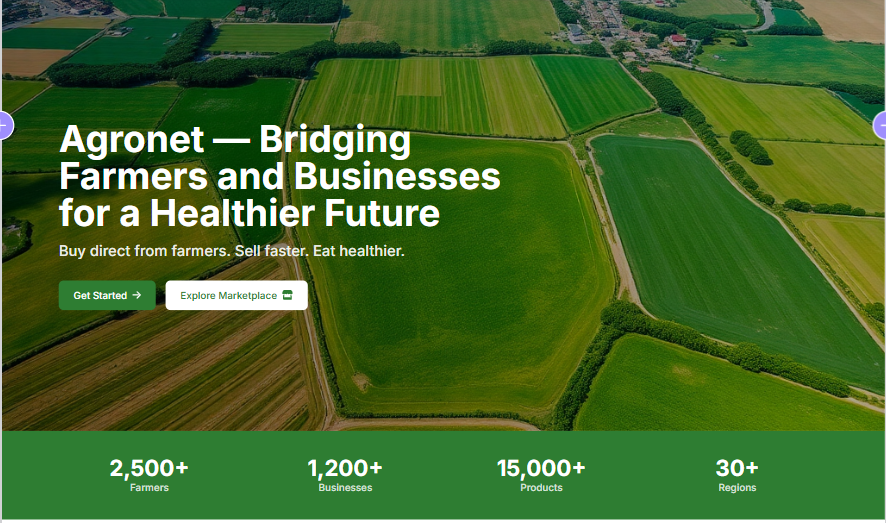 Agronet — Bridging
Farmers and Businesses
for a Healthier Future
Buy direct from farmers. Sell faster. Eat healthier.
Get Started →
Explore Marketplace
2,500+
Farmers
1,200+
Businesses
15,000+
Products
30+
Regions